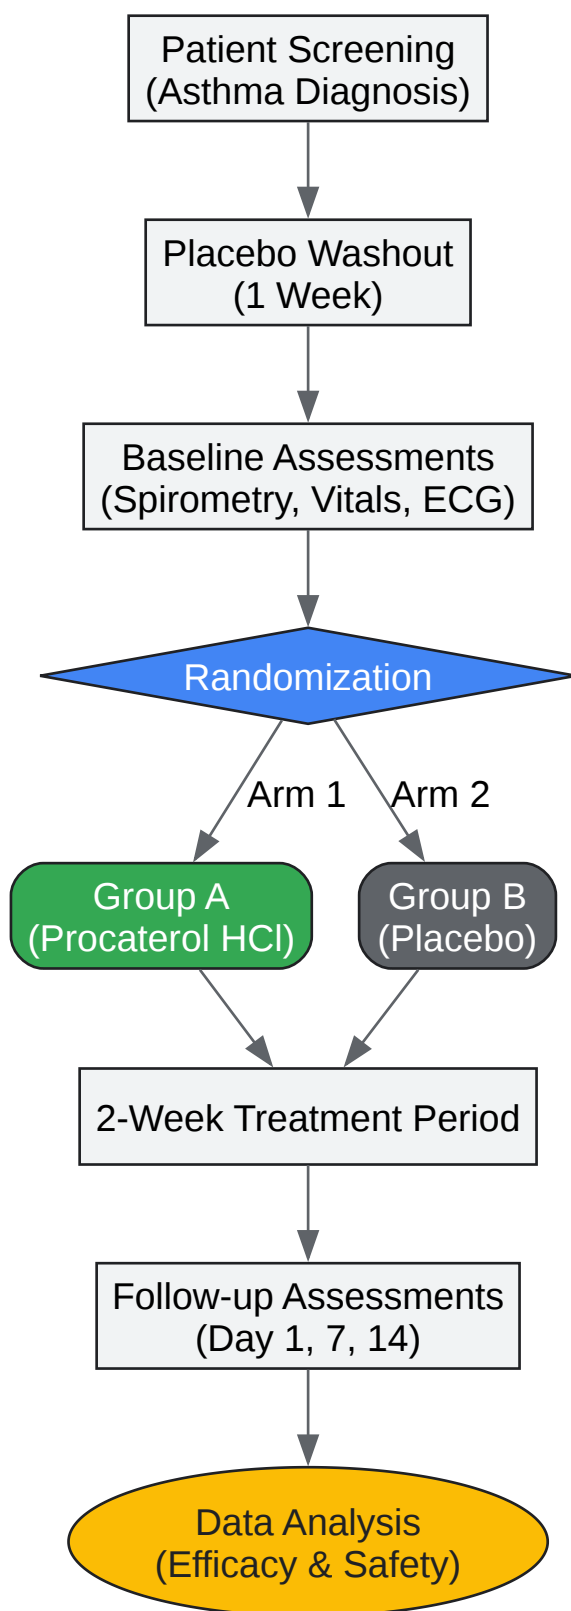 Patient Screening
(Asthma Diagnosis)
Placebo Washout
(1 Week)
Baseline Assessments
(Spirometry, Vitals, ECG)
Randomization
Arm 1
Arm 2
Group A
(Procaterol HCl)
Group B
(Placebo)
2-Week Treatment Period
Follow-up Assessments
(Day 1, 7, 14)
Data Analysis
(Efficacy & Safety)